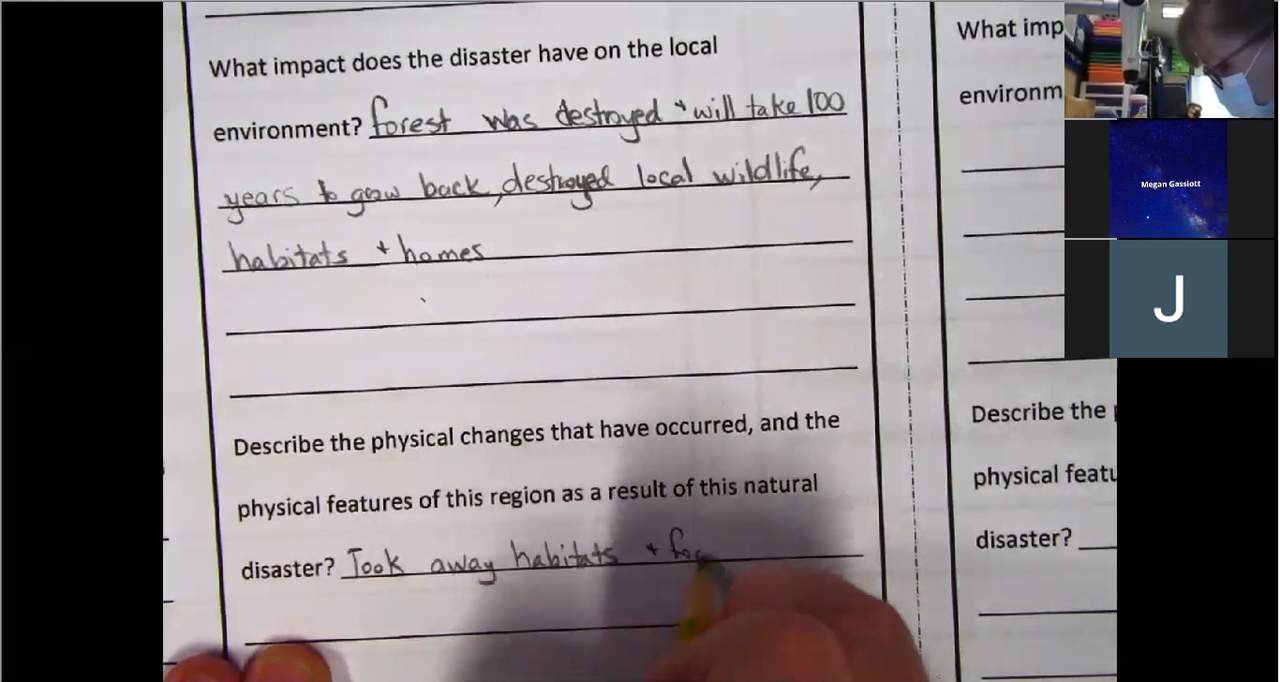 What impact does the disaster have on the local
environment? forest was destroyed + will take 100
years to grow back, destroyed local wildlife,
habitats + homes
Describe the physical changes that have occurred, and the
physical features of this region as a result of this natural
disaster? Took away habitats +
What imp
environm
Describe the
physical featu
disaster?
Megan Gassiott
J